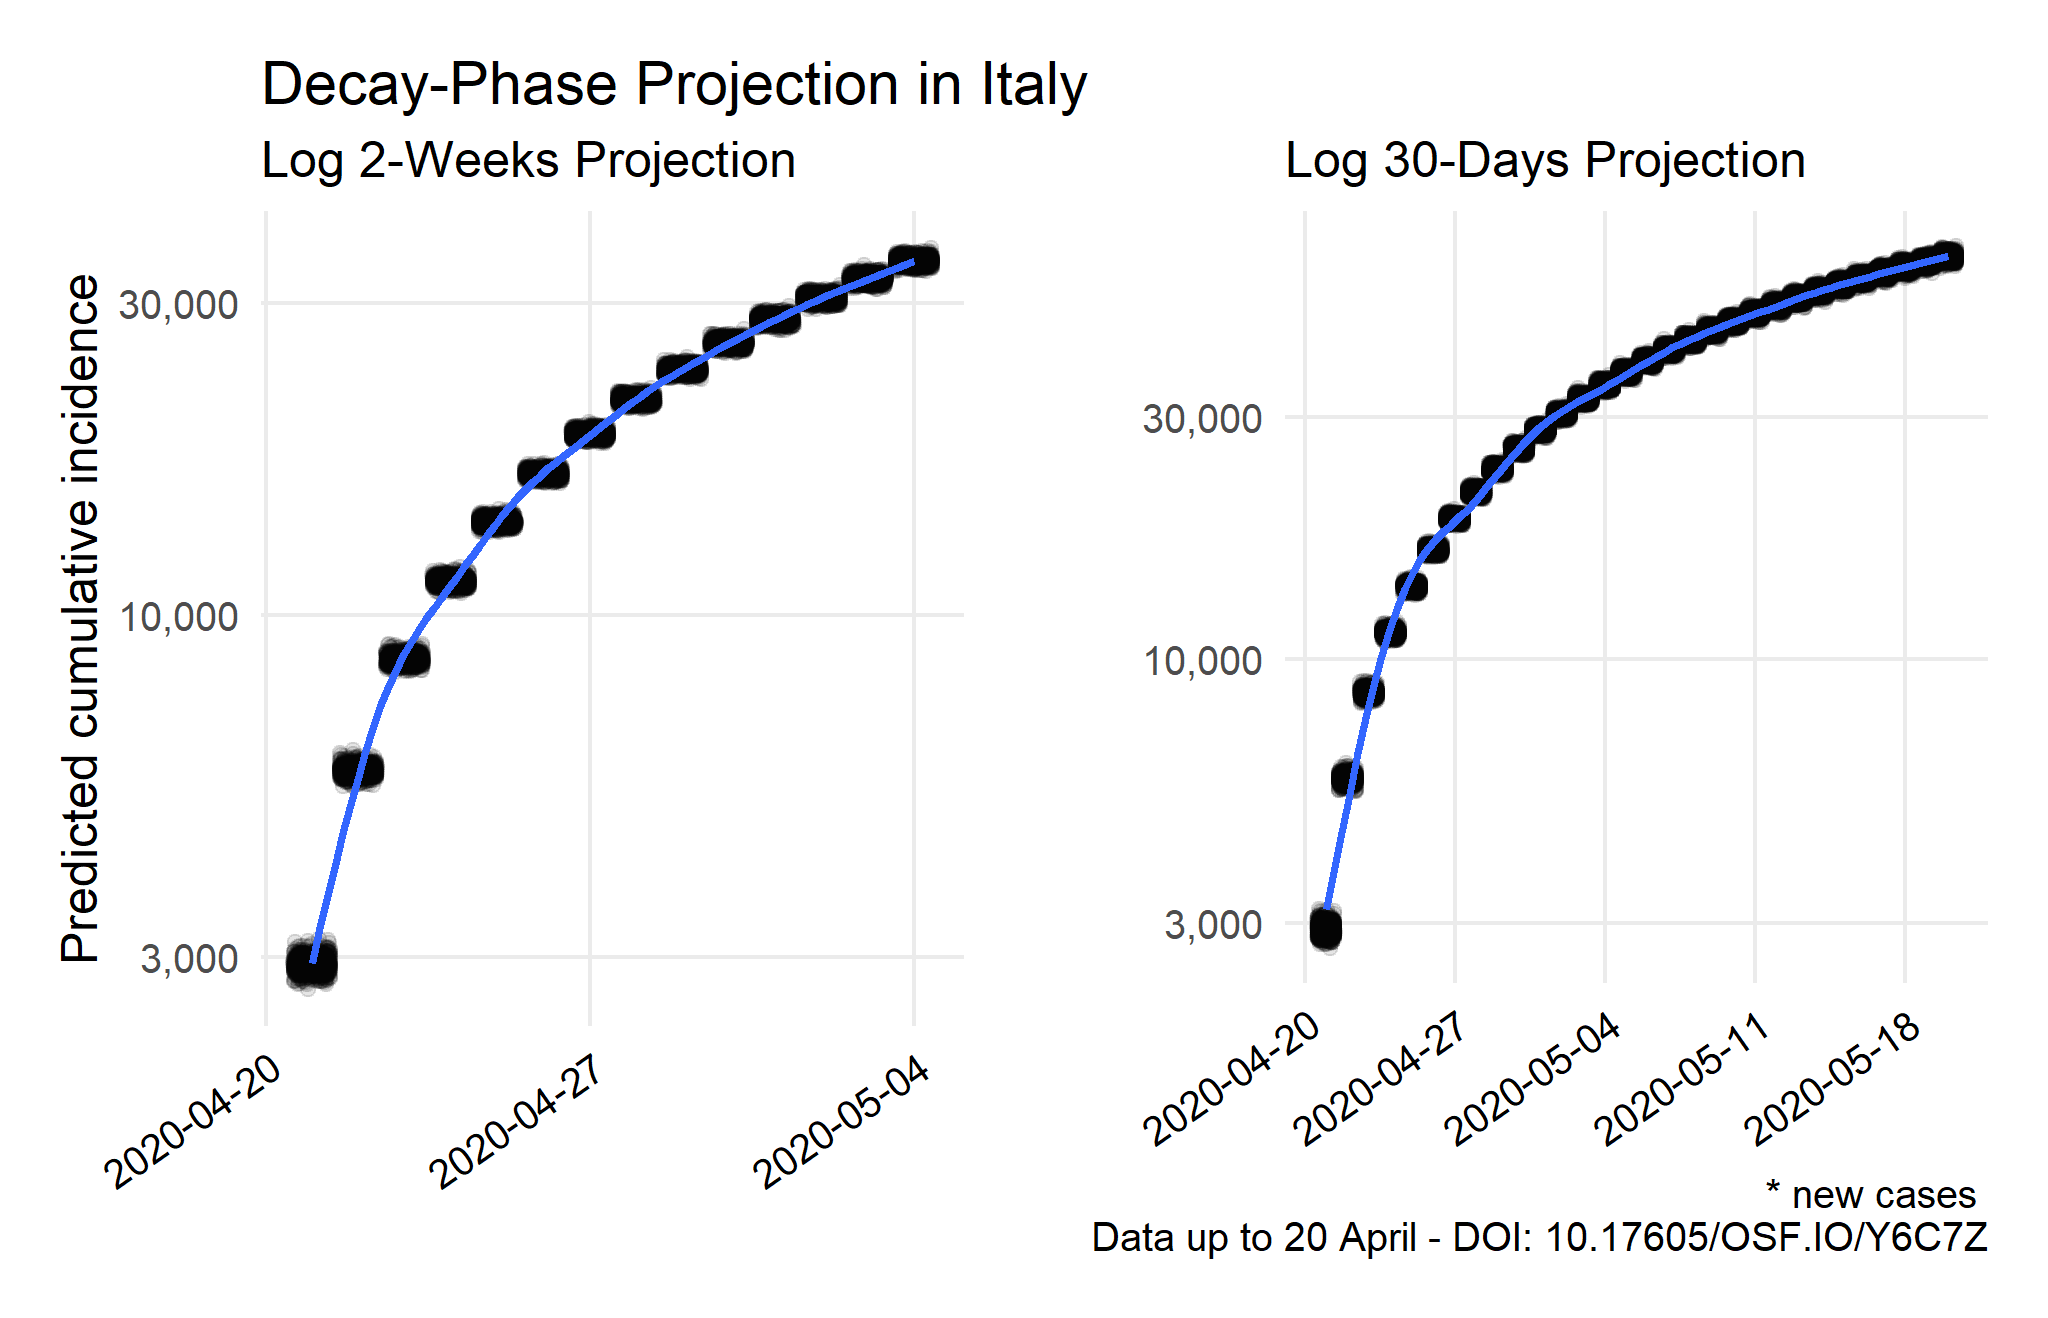 Decay-Phase Projection in Italy
Log 2-Weeks Projection
Predicted cumulative incidence
30,000
10,000
3,000
2020-04-20
2020-04-27
2020-05-04
Log 30-Days Projection
30,000
10,000
3,000
2020-04-20
2020-04-27
2020-05-04
2020-05-11
2020-05-18
* new cases
Data up to 20 April - DOI: 10.17605/OSF.IO/Y6C7Z